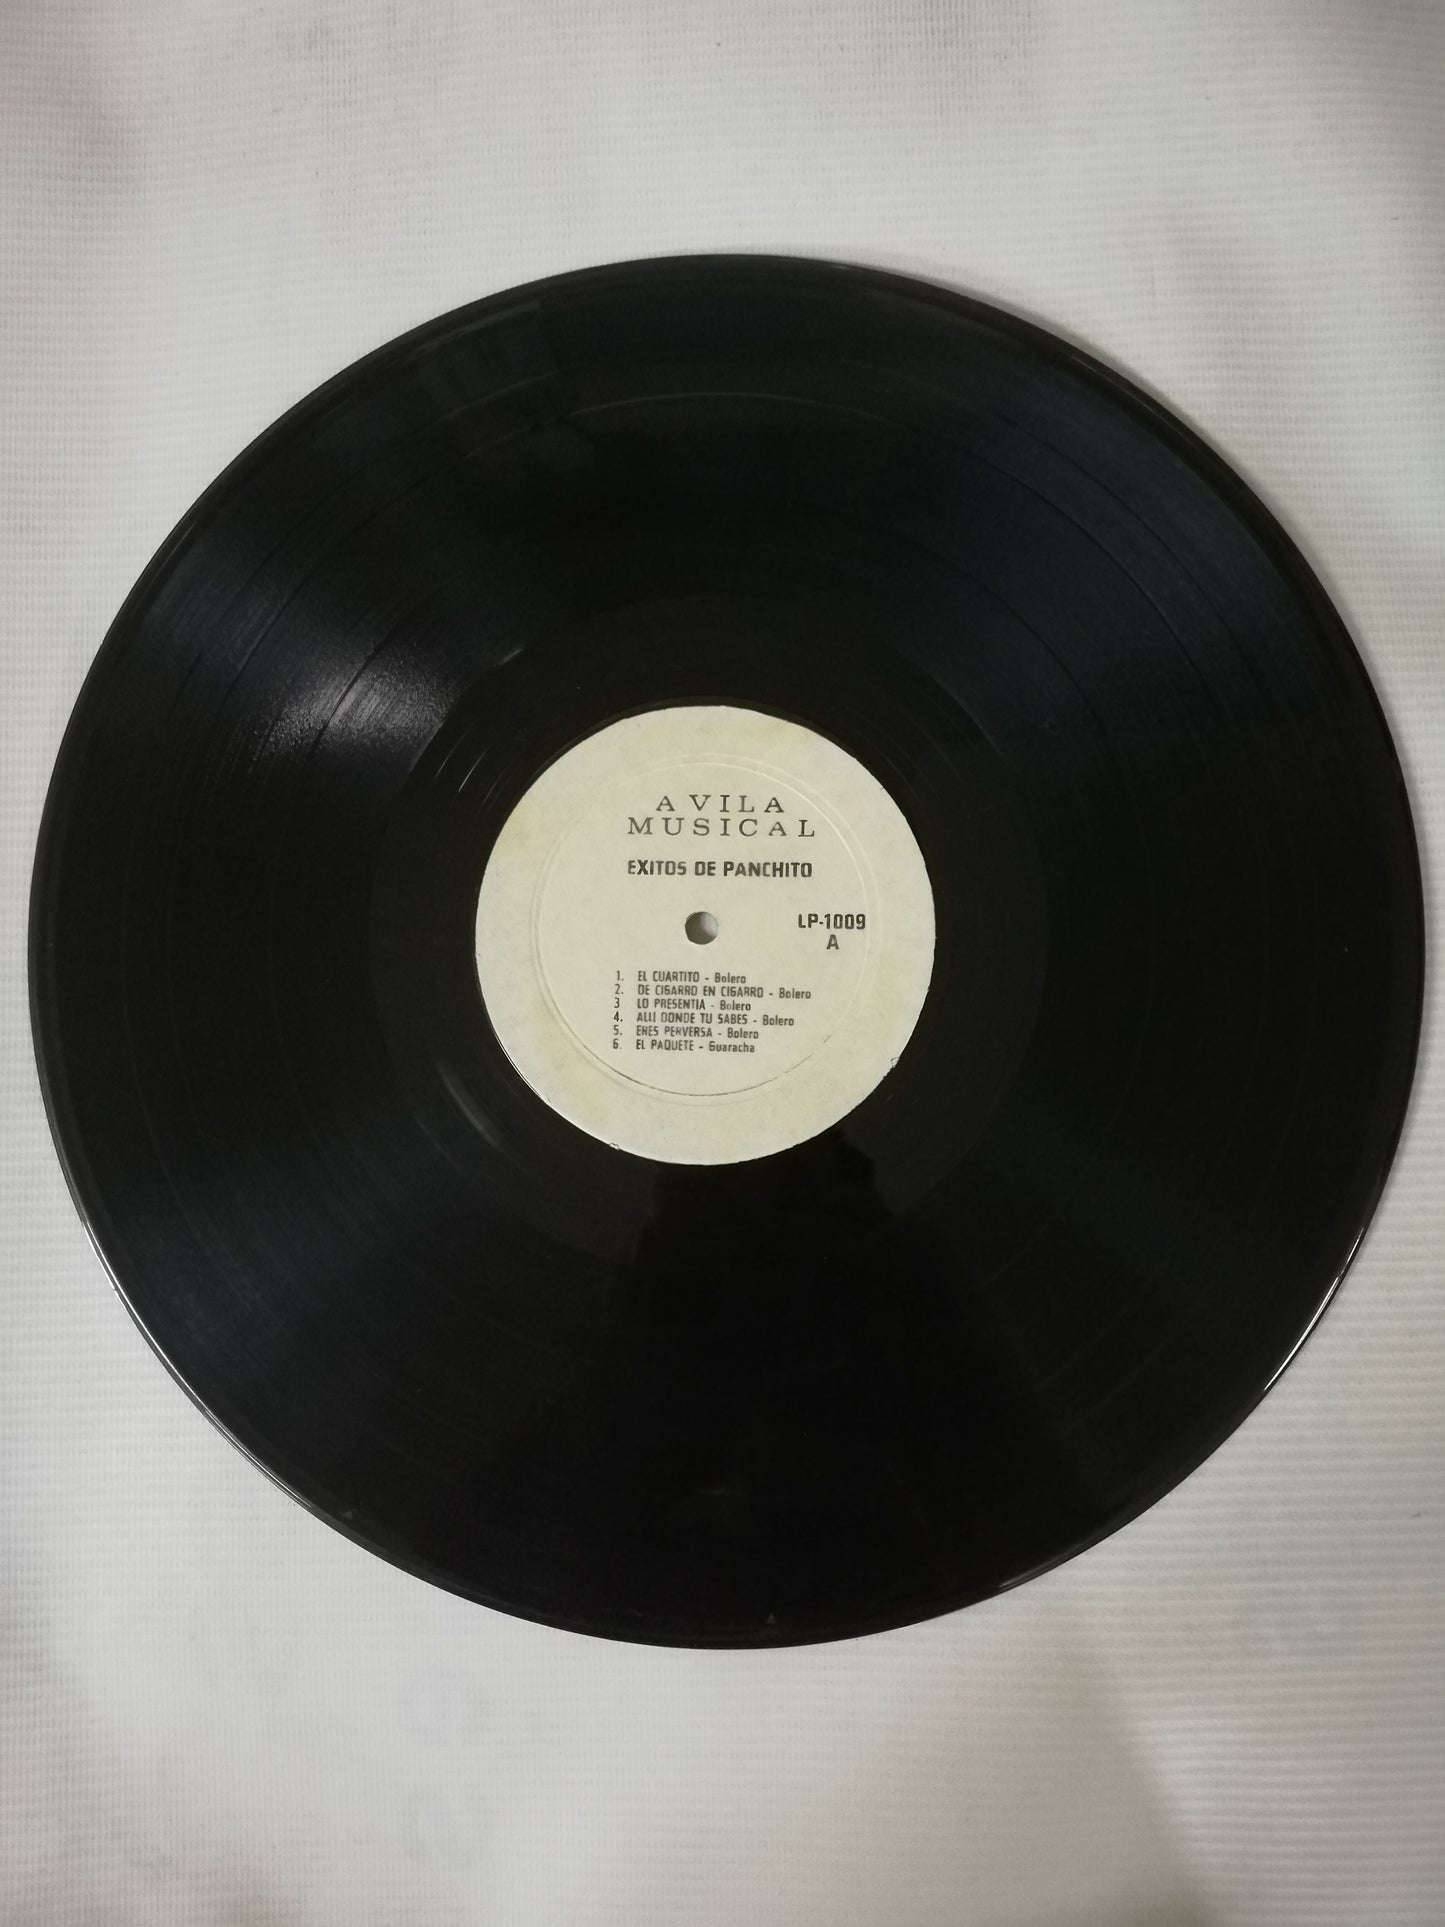 AVILA
MUSICAL
EXITOS DE PANCHITO
LP-1009
A
1. EL CUARTITO - Bolero
2. DE CIGARRO EN CIGARRO - Bolero
3 LO PRESENTIA - Bolero
4. ALLI DONDE TU SABES - Bolero
5. ERES PERVERSA - Bolero
6. EL PAQUETE - Guaracha